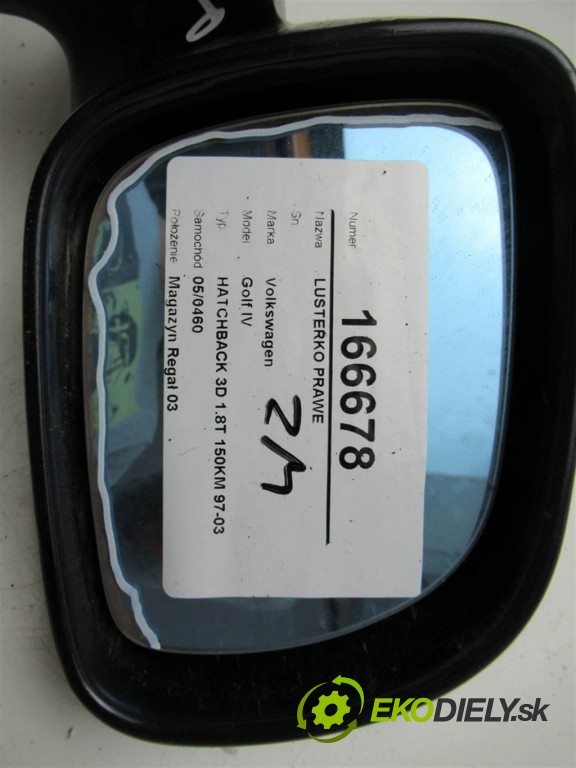 Numer 166678
Nazwa LUSTERKO PRAWE
Sn
Marka Volkswagen
Model Golf IV
Typ HATCHBACK 3D 1.8T 150KM 97-03
Samochód 05/0460
Położenie Magazyn Regał 03
P
EKODIELY.sk